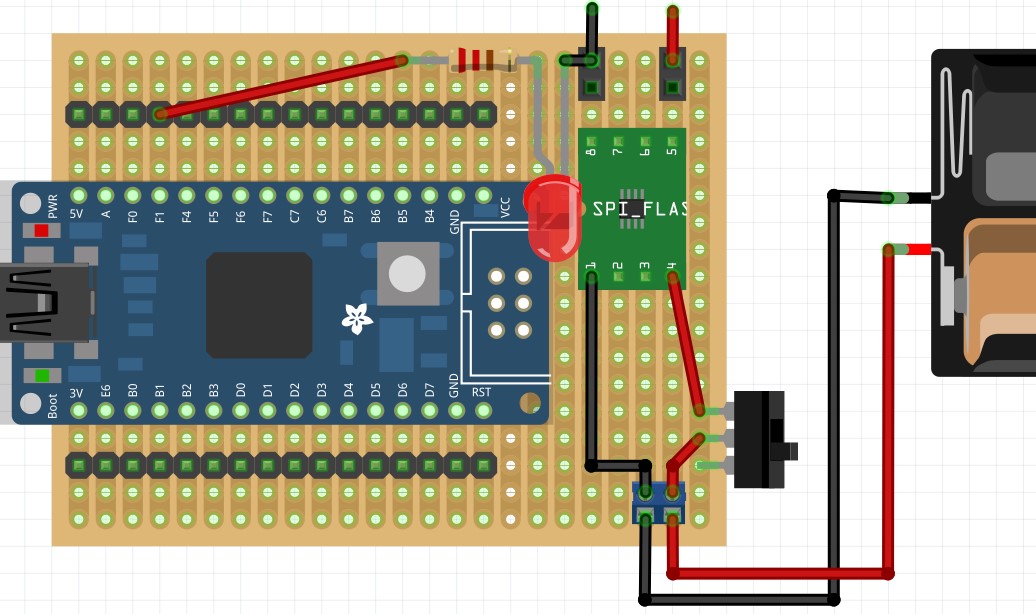 8 7 6 5
PWR
5V A F0 F1 F4 F5 F6 F7 C7 C6 B7 B6 B5 B4 GND VCC
SPI_FLAS
1 2 3 4
Boot
3V E6 B0 B1 B2 B3 D0 D1 D2 D3 D4 D5 D6 D7 GND RST